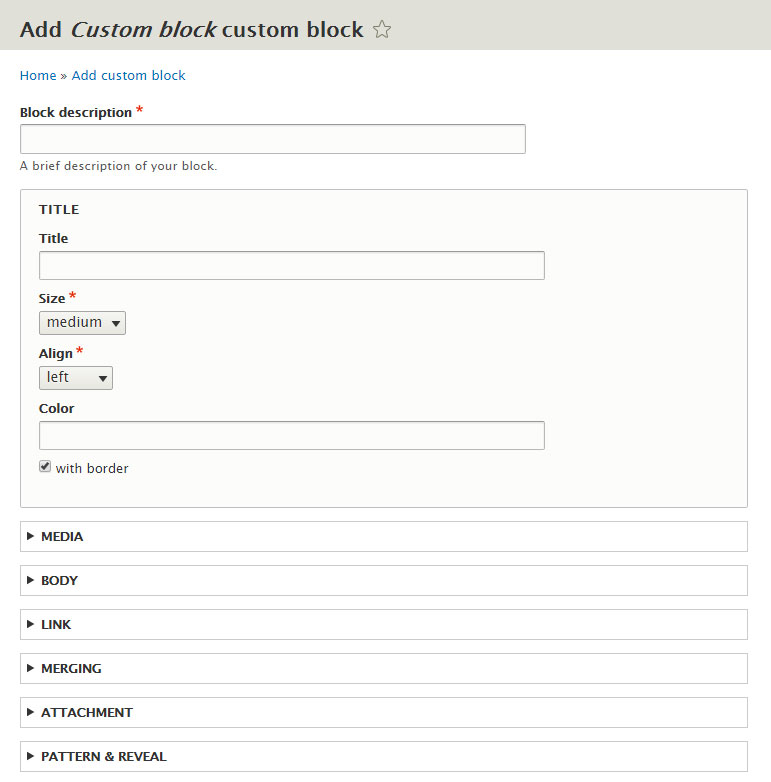 Add Custom block custom block
Home » Add custom block
Block description *
A brief description of your block.
TITLE
Title
Size *
medium
Align *
left
Color
with border
MEDIA
BODY
LINK
MERGING
ATTACHMENT
PATTERN & REVEAL